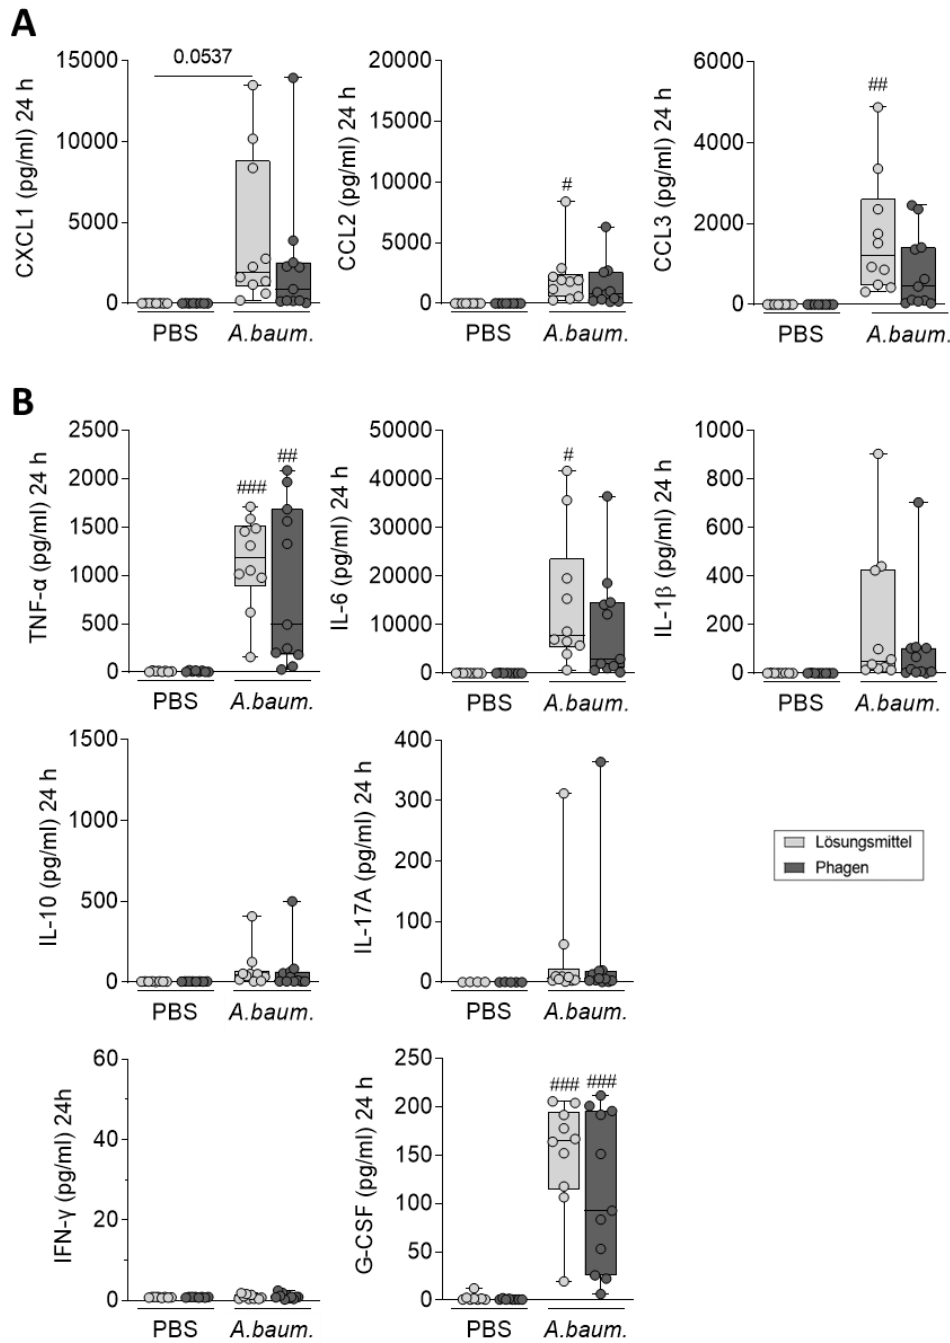 A
CXCL1 (pg/ml) 24 h
15000
10000
5000
0
0.0537
PBS
A.baum.
CCL2 (pg/ml) 24 h
20000
15000
10000
5000
0
#
PBS
A.baum.
CCL3 (pg/ml) 24 h
6000
4000
2000
0
##
PBS
A.baum.
B
TNF-α (pg/ml) 24 h
2500
2000
1500
1000
500
0
###
##
PBS
A.baum.
IL-6 (pg/ml) 24 h
50000
40000
30000
20000
10000
0
#
PBS
A.baum.
IL-1β (pg/ml) 24 h
1000
800
600
400
200
0
PBS
A.baum.
IL-10 (pg/ml) 24 h
1500
1000
500
0
PBS
A.baum.
IL-17A (pg/ml) 24 h
400
300
200
100
0
PBS
A.baum.
Lösungsmittel
Phagen
IFN-γ (pg/ml) 24h
60
40
20
0
PBS
A.baum.
G-CSF (pg/ml) 24 h
250
200
150
100
50
0
###
###
PBS
A.baum.